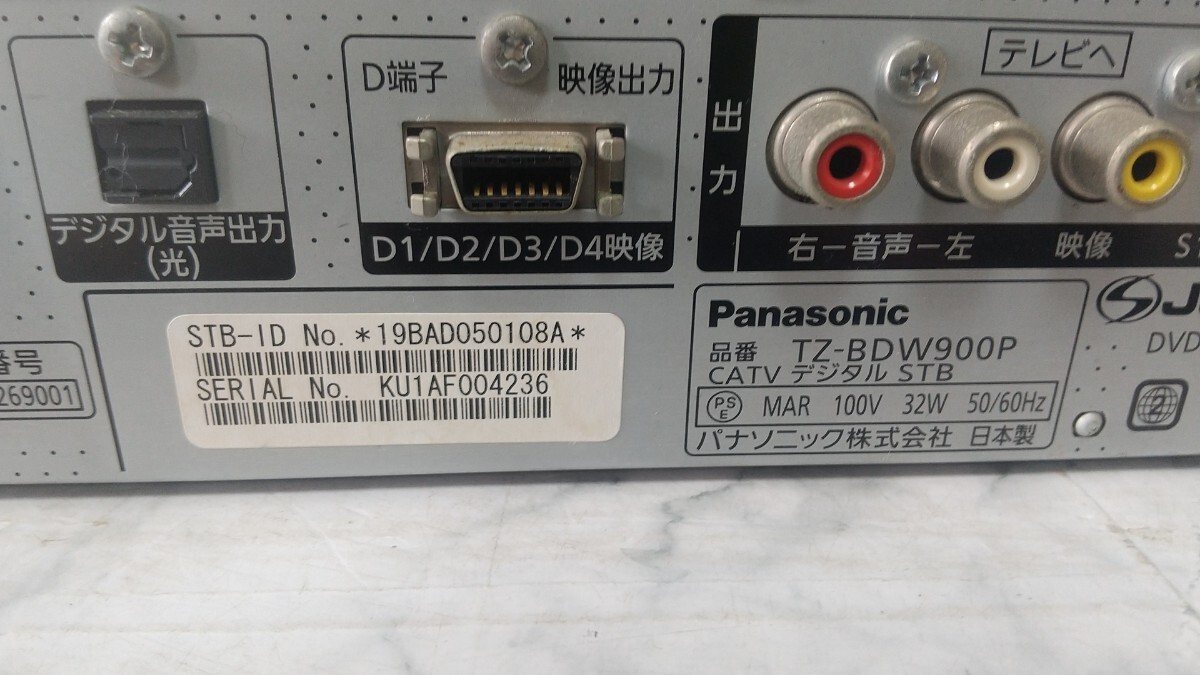 デジタル音声出力
(光)
D端子 映像出力
D1/D2/D3/D4映像
出力
テレビへ
右ー音声ー左 映像
番号
269001
STB-ID No. *19BAD050108A*
SERIAL No. KU1AF004236
Panasonic
品番 TZ-BDW900P
CATV デジタル STB
PSE MAR 100V 32W 50/60Hz
パナソニック株式会社 日本製
DVD
2